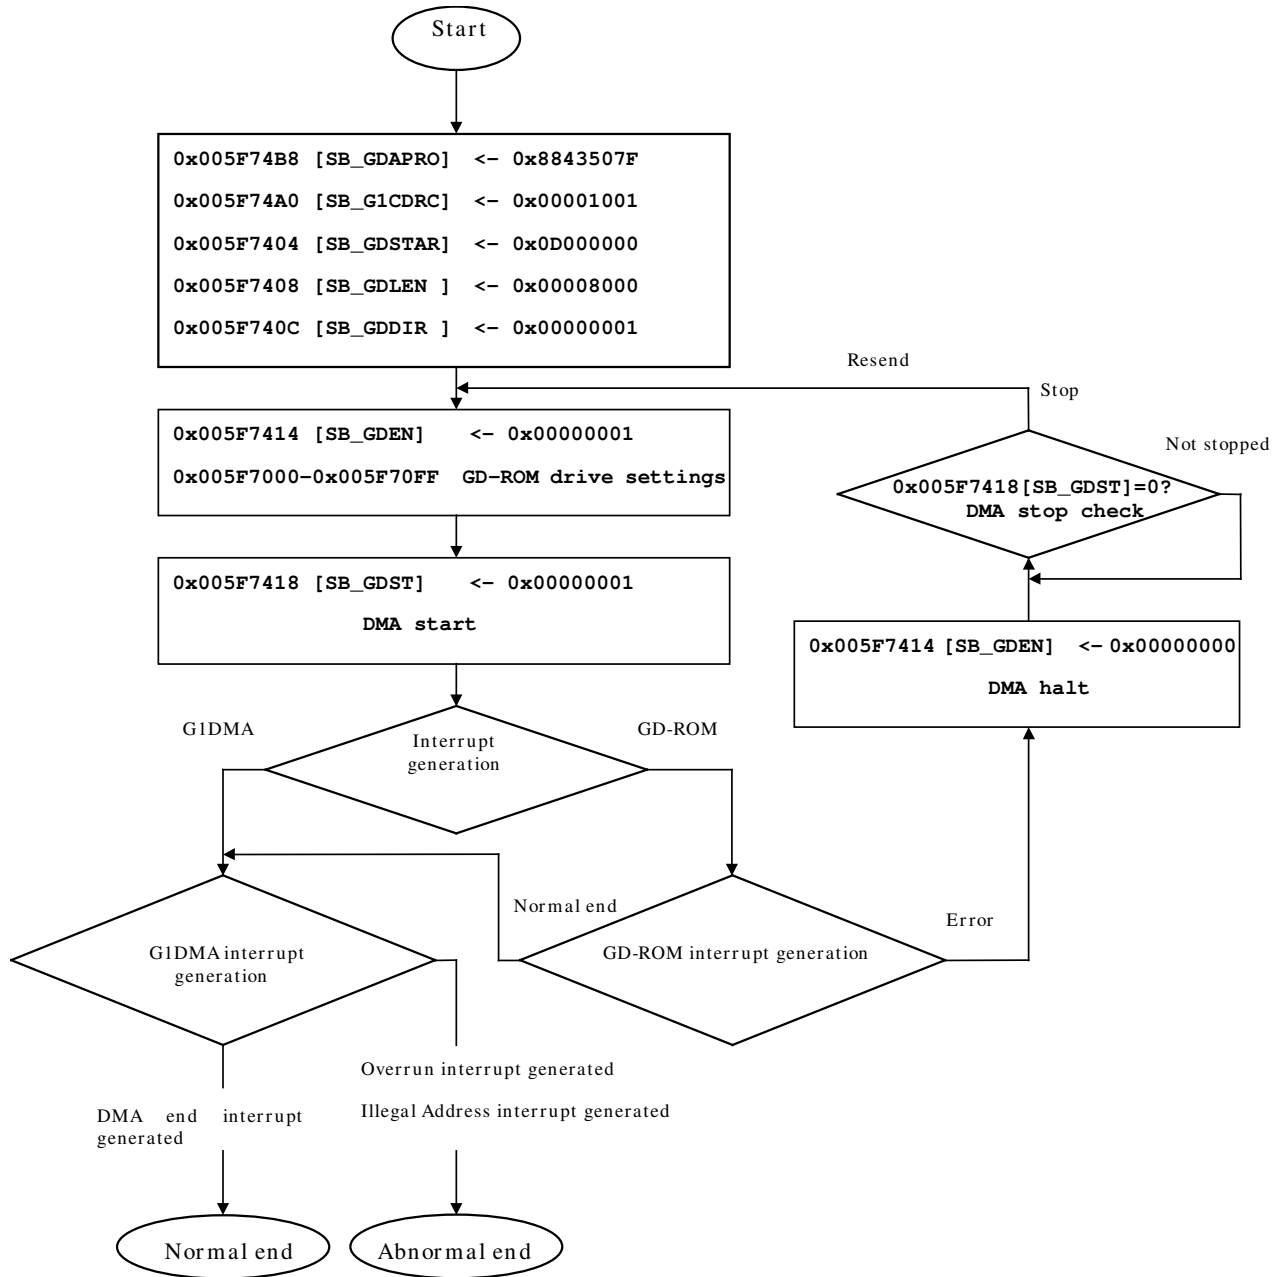 Start
0x005F74B8 [SB_GDAPRO] <- 0x8843507F
0x005F74A0 [SB_G1CDRC] <- 0x00001001
0x005F7404 [SB_GDSTAR] <- 0x0D000000
0x005F7408 [SB_GDLEN ] <- 0x00008000
0x005F740C [SB_GDDIR ] <- 0x00000001
Resend
Stop
0x005F7414 [SB_GDEN] <- 0x00000001
0x005F7000-0x005F70FF GD-ROM drive settings
Not stopped
0x005F7418[SB_GDST]=0?
DMA stop check
0x005F7418 [SB_GDST] <- 0x00000001
DMA start
0x005F7414 [SB_GDEN] <- 0x00000000
DMA halt
G1DMA
GD-ROM
Interrupt
generation
Normal end
Error
G1DMA interrupt
generation
GD-ROM interrupt generation
Overrun interrupt generated
Illegal Address interrupt generated
DMA end interrupt
generated
Normal end
Abnormal end